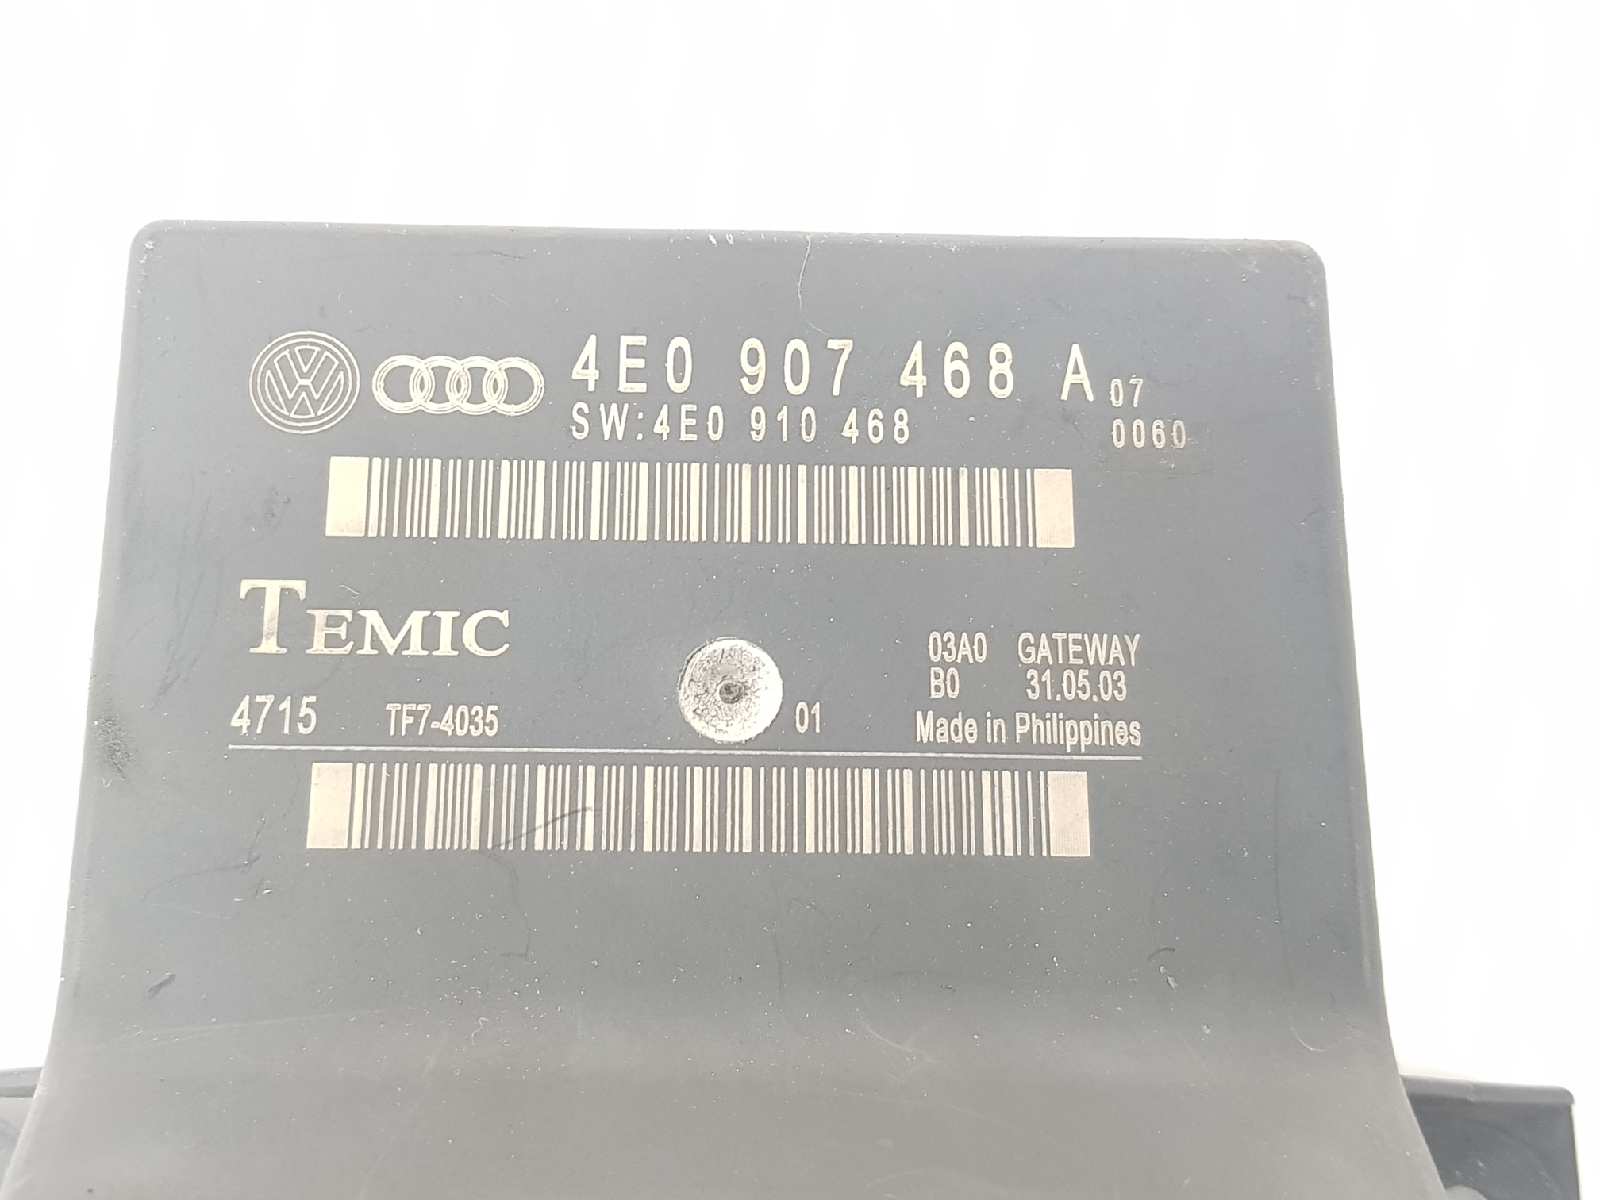 4E0 907 468 A 07
SW:4E0 910 468 0060
TEMIC
03A0 GATEWAY
B0 31.05.03
4715 TF7-4035 01 Made in Philippines